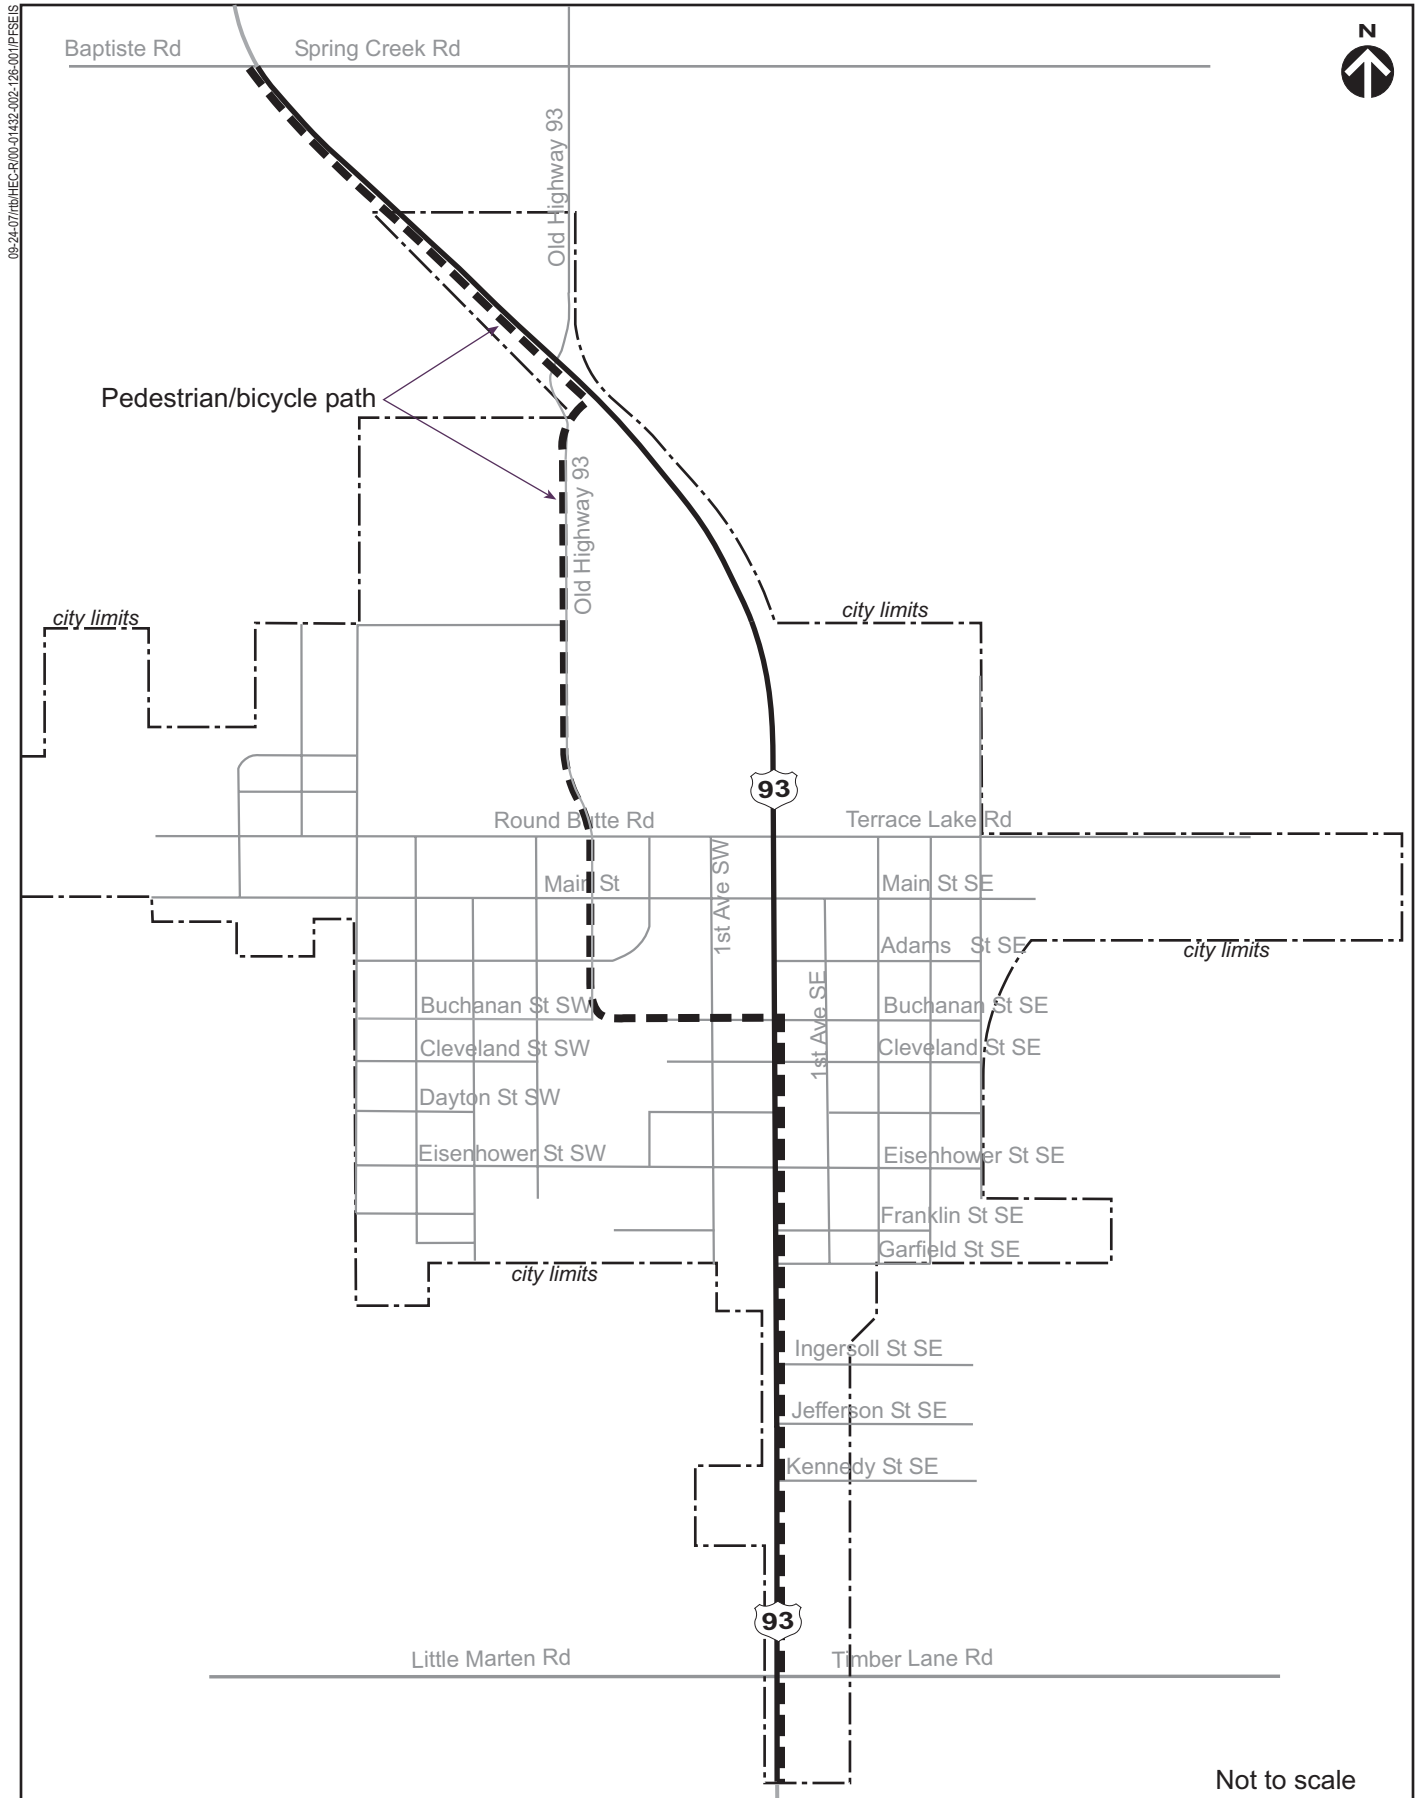 09-24-07/rtb/HEC-R/00-01432-002-126-001/PFSEIS
Baptiste Rd
Spring Creek Rd
N
Old Highway 93
Pedestrian/bicycle path
Old Highway 93
city limits
city limits
93
Round Butte Rd
Terrace Lake Rd
1st Ave SW
Main St
Main St SE
Adams St SE
city limits
1st Ave SE
Buchanan St SW
Buchanan St SE
Cleveland St SW
Cleveland St SE
Dayton St SW
Eisenhower St SW
Eisenhower St SE
Franklin St SE
Garfield St SE
city limits
Ingersoll St SE
Jefferson St SE
Kennedy St SE
93
Little Marten Rd
Timber Lane Rd
Not to scale